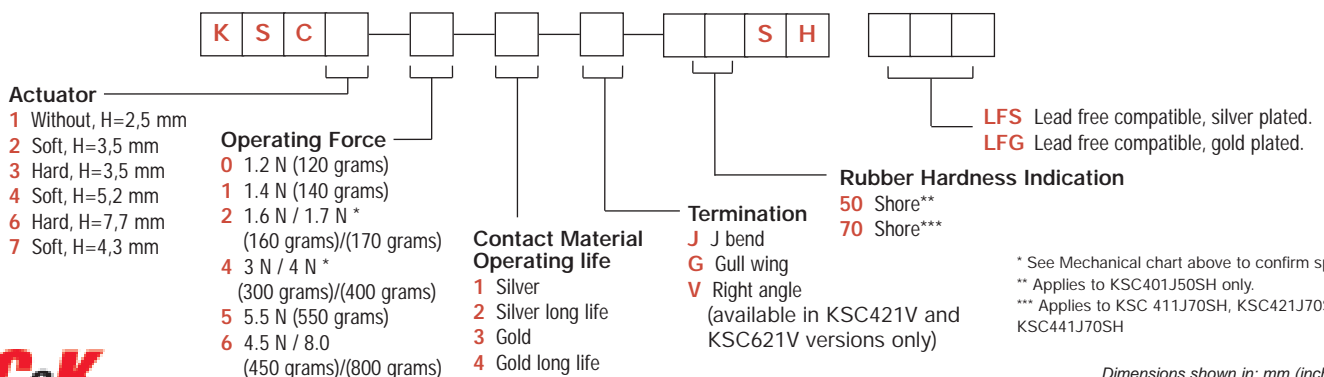 K S C S H
Actuator
1 Without, H=2,5 mm
2 Soft, H=3,5 mm
3 Hard, H=3,5 mm
4 Soft, H=5,2 mm
6 Hard, H=7,7 mm
7 Soft, H=4,3 mm
Operating Force
0 1.2 N (120 grams)
1 1.4 N (140 grams)
2 1.6 N / 1.7 N *
(160 grams)/(170 grams)
4 3 N / 4 N *
(300 grams)/(400 grams)
5 5.5 N (550 grams)
6 4.5 N / 8.0
(450 grams)/(800 grams)
Contact Material
Operating life
1 Silver
2 Silver long life
3 Gold
4 Gold long life
Termination
J J bend
G Gull wing
V Right angle
(available in KSC421V and
KSC621V versions only)
Rubber Hardness Indication
50 Shore**
70 Shore***
LFS Lead free compatible, silver plated.
LFG Lead free compatible, gold plated.
* See Mechanical chart above to confirm
** Applies to KSC401J50SH only.
*** Applies to KSC 411J70SH,
KSC441J70SH
Dimensions shown in: mm
C&K